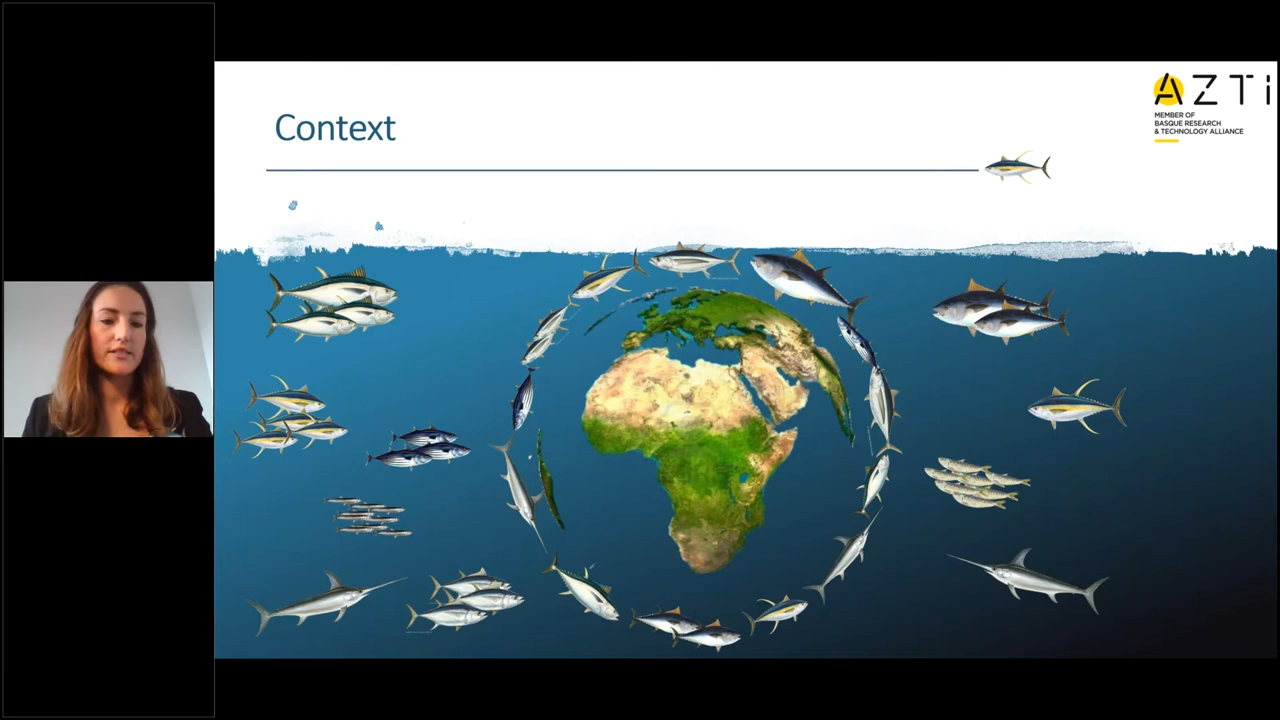 Context
AZTi
MEMBER OF
BASQUE RESEARCH
& TECHNOLOGY ALLIANCE